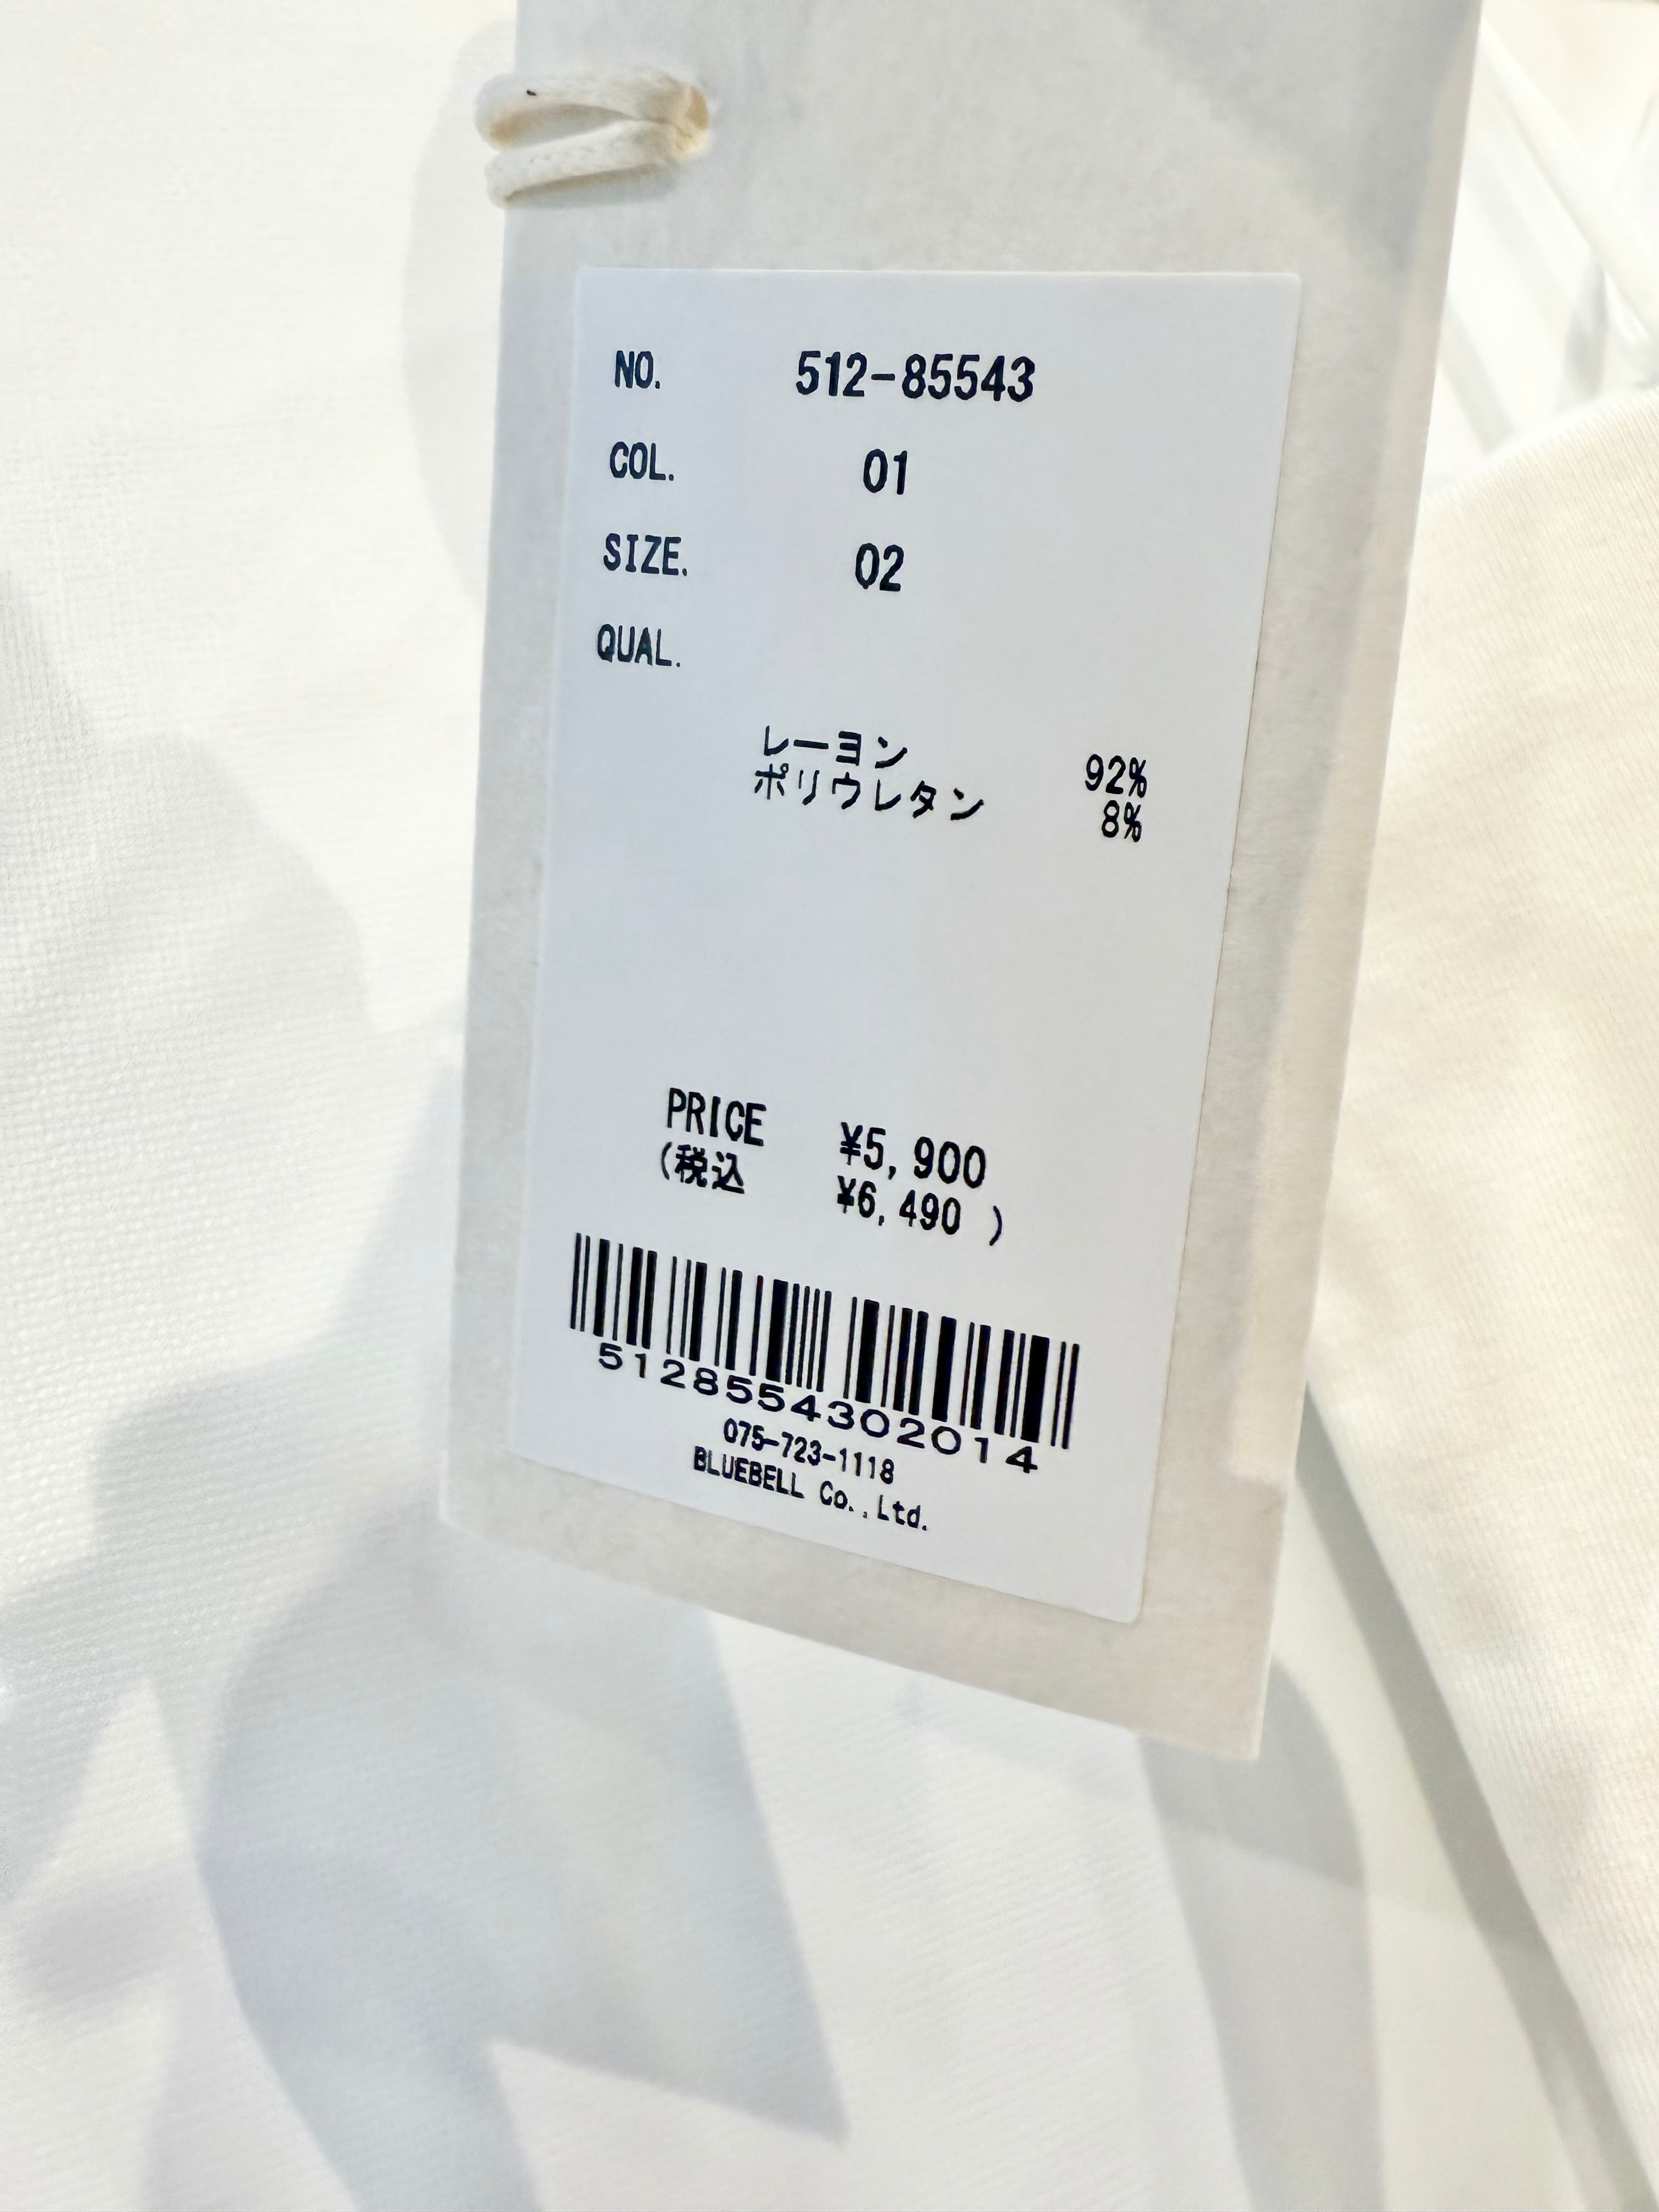 NO. 512-85543
COL. 01
SIZE. 02
QUAL.
レーヨン 92%
ポリウレタン 8%
PRICE ¥5,900
(税込 ¥6,490 )
5128554302014
075-723-1118
BLUEBELL Co.,Ltd.